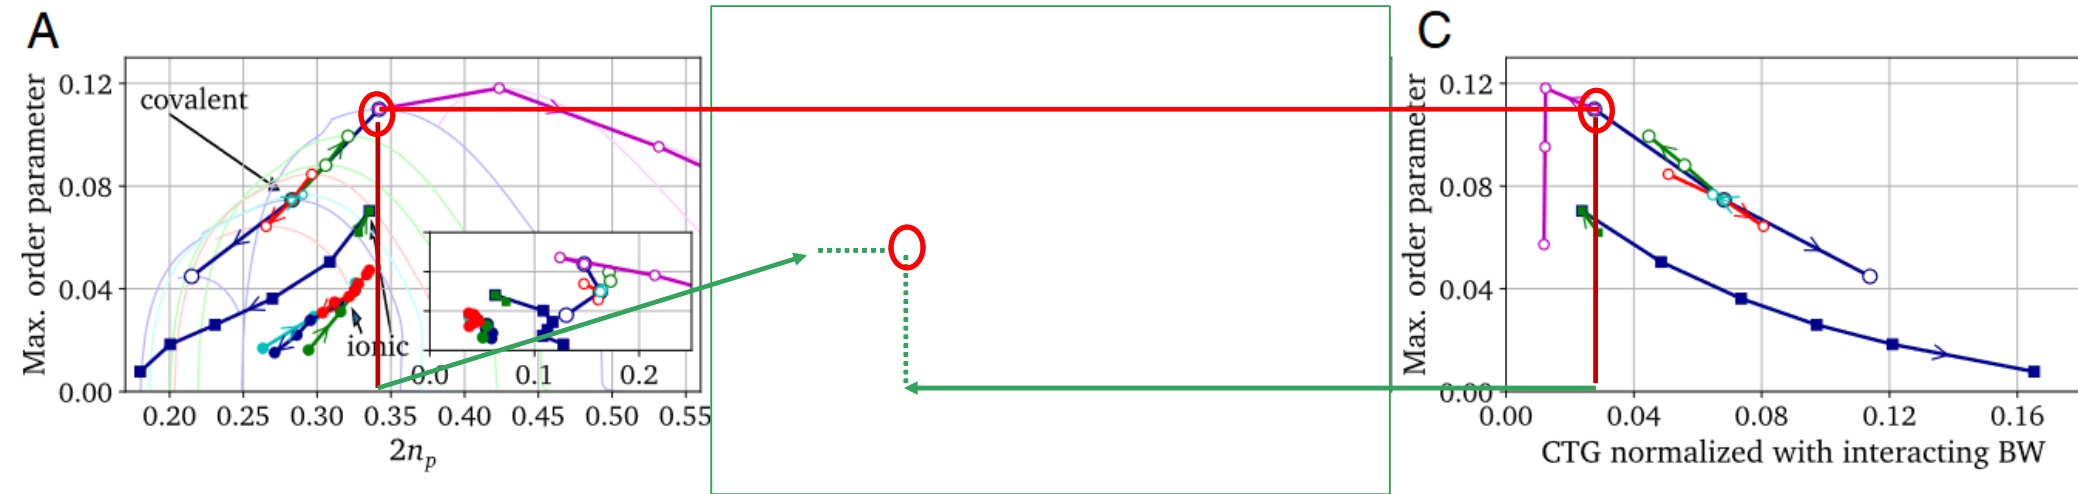 A
Max. order parameter
0.12
0.08
0.04
0.00
covalent
ionic
0.0 0.1 0.2
0.20 0.25 0.30 0.35 0.40 0.45 0.50 0.55
2np
C
Max. order parameter
0.12
0.08
0.04
0.00
0.00 0.04 0.08 0.12 0.16
CTG normalized with interacting BW